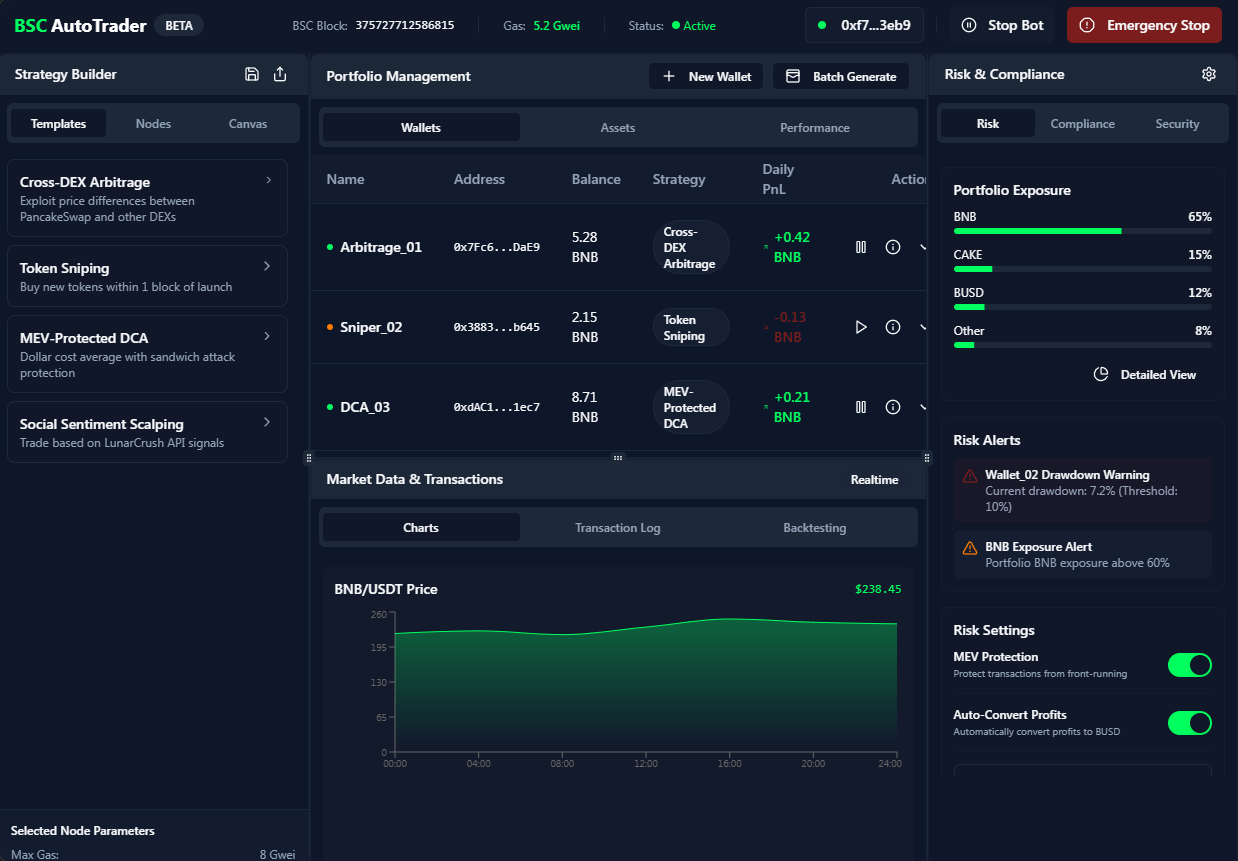 BSC AutoTrader BETA
BSC Block: 375727712586815
Gas: 5.2 Gwei
Status: Active
0xf7...3eb9
Stop Bot
Emergency Stop
Strategy Builder
Templates Nodes Canvas
Cross-DEX Arbitrage
Exploit price differences between
PancakeSwap and other DEXs
Token Sniping
Buy new tokens within 1 block of launch
MEV-Protected DCA
Dollar cost average with sandwich attack
protection
Social Sentiment Scalping
Trade based on LunarCrush API signals
Selected Node Parameters
Max Gas: 8 Gwei
Portfolio Management
New Wallet
Batch Generate
Wallets Assets Performance
Name Address Balance Strategy Daily PnL Actio
Arbitrage_01 0x7Fc6...DaE9 5.28 BNB Cross-DEX Arbitrage +0.42 BNB
Sniper_02 0x3883...b645 2.15 BNB Token Sniping -0.13 BNB
DCA_03 0xdAC1...1ec7 8.71 BNB MEV-Protected DCA +0.21 BNB
Market Data & Transactions
Realtime
Charts Transaction Log Backtesting
BNB/USDT Price
$238.45
260
195
130
65
0
00:00 04:00 08:00 12:00 16:00 20:00 24:00
Risk & Compliance
Risk Compliance Security
Portfolio Exposure
BNB 65%
CAKE 15%
BUSD 12%
Other 8%
Detailed View
Risk Alerts
Wallet_02 Drawdown Warning
Current drawdown: 7.2% (Threshold:
10%)
BNB Exposure Alert
Portfolio BNB exposure above 60%
Risk Settings
MEV Protection
Protect transactions from front-running
Auto-Convert Profits
Automatically convert profits to BUSD